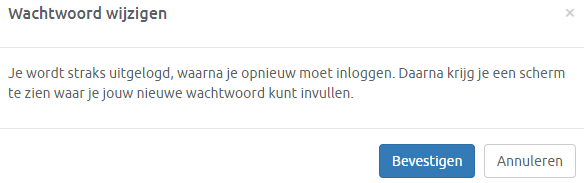 Wachtwoord wijzigen ×
Je wordt straks uitgelogd, waarna je opnieuw moet inloggen. Daarna krijg je een scherm
te zien waar je jouw nieuwe wachtwoord kunt invullen.
Bevestigen Annuleren